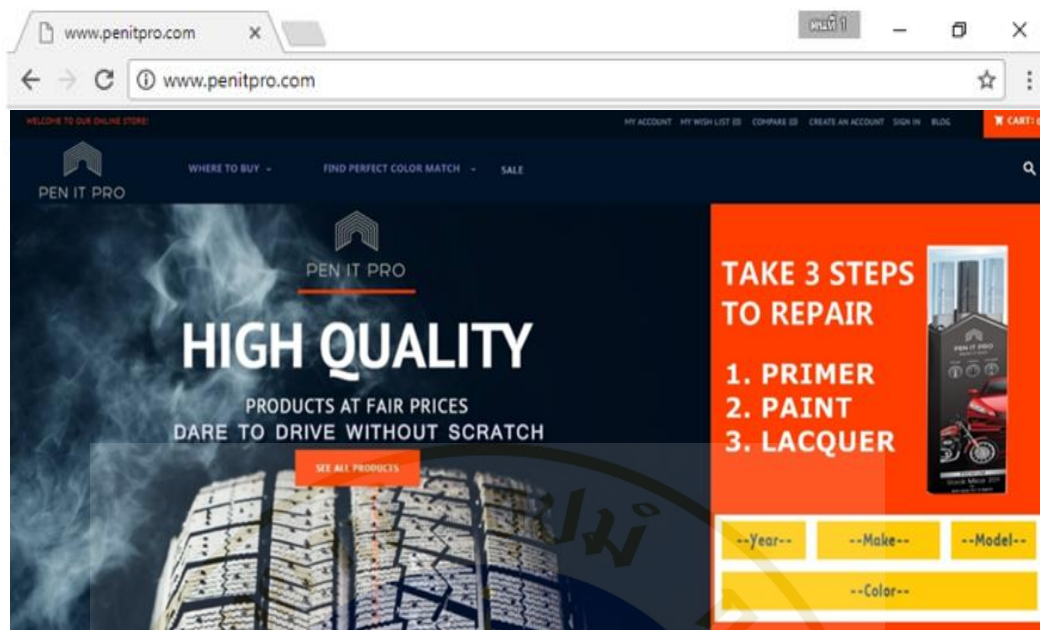 www.penitpro.com
คนที่ 1
www.penitpro.com
WELCOME TO OUR ONLINE STORE!
MY ACCOUNT MY WISH LIST (0) COMPARE (0) CREATE AN ACCOUNT SIGN IN BLOG CART:
PEN IT PRO
WHERE TO BUY FIND PERFECT COLOR MATCH SALE
PEN IT PRO
HIGH QUALITY
PRODUCTS AT FAIR PRICES
DARE TO DRIVE WITHOUT SCRATCH
SEE ALL PRODUCTS
TAKE 3 STEPS
TO REPAIR
1. PRIMER
2. PAINT
3. LACQUER
PEN IT PRO
--Year-- --Make-- --Model--
--Color--